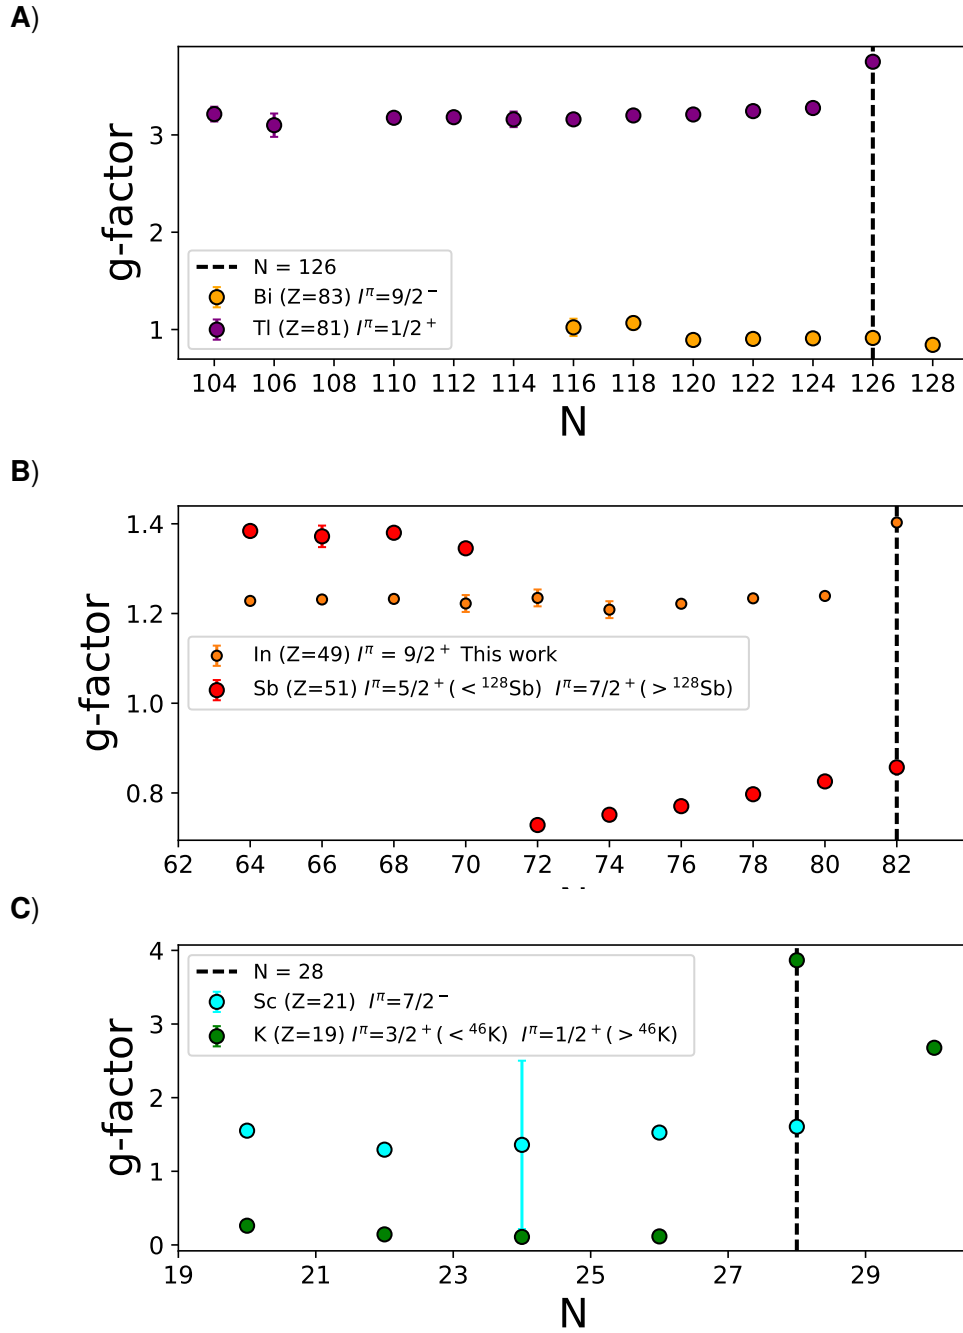 A)
g-factor
3
2
1
N = 126
Bi (Z=83) Iπ=9/2−
Tl (Z=81) Iπ=1/2+
104 106 108 110 112 114 116 118 120 122 124 126 128
N
B)
g-factor
1.4
1.2
1.0
0.8
In (Z=49) Iπ = 9/2+ This work
Sb (Z=51) Iπ=5/2+(<128Sb) Iπ=7/2+(>128Sb)
62 64 66 68 70 72 74 76 78 80 82
C)
g-factor
4
3
2
1
0
N = 28
Sc (Z=21) Iπ=7/2−
K (Z=19) Iπ=3/2+(<46K) Iπ=1/2+(>46K)
19 21 23 25 27 29
N